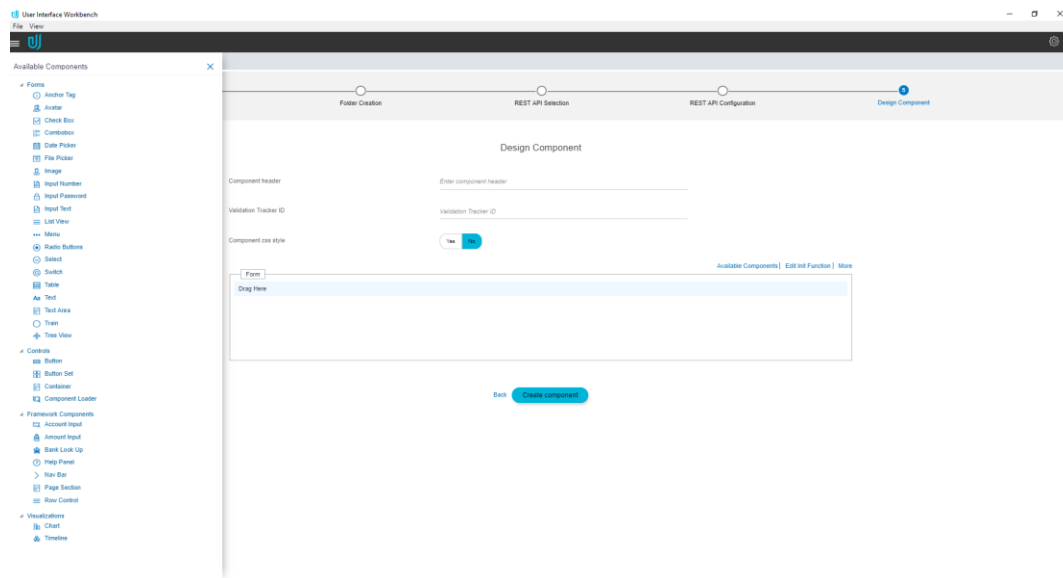 User Interface Workbench
File View
Available Components
Forms
Anchor Tag
Avatar
Check Box
Combobox
Date Picker
File Picker
Image
Input Number
Input Password
Input Text
List View
Menu
Radio Buttons
Select
Switch
Table
Text
Text Area
Train
Tree View
Controls
Button
Button Set
Container
Component Loader
Framework Components
Account Input
Amount Input
Bank Look Up
Help Panel
Nav Bar
Page Section
Row Control
Visualizations
Chart
Timeline
5
Folder Creation REST API Selection REST API Configuration Design Component
Design Component
Component header Enter component header
Validation Tracker ID Validation Tracker ID
Component css style Yes No
Available Components | Edit Init Function | More
Form
Drag Here
Back Create component